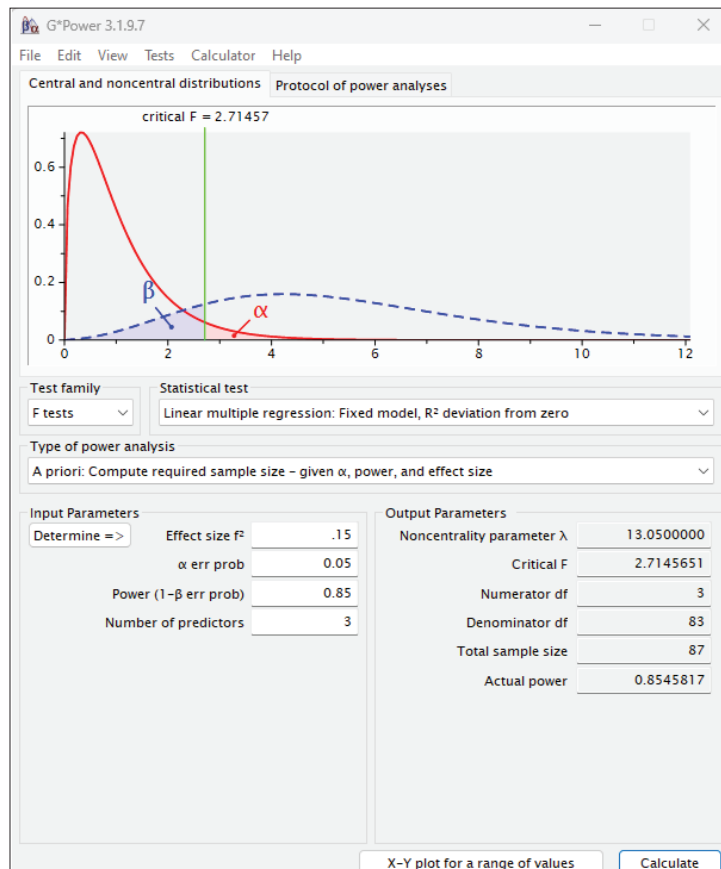 G*Power 3.1.9.7
File Edit View Tests Calculator Help
Central and noncentral distributions Protocol of power analyses
critical F = 2.71457
0.6
0.4
0.2
0
β
α
0 2 4 6 8 10 12
Test family Statistical test
F tests Linear multiple regression: Fixed model, R² deviation from zero
Type of power analysis
A priori: Compute required sample size – given α, power, and effect size
Input Parameters Output Parameters
Determine => Effect size f² .15 Noncentrality parameter λ 13.0500000
α err prob 0.05 Critical F 2.7145651
Power (1-β err prob) 0.85 Numerator df 3
Number of predictors 3 Denominator df 83
Total sample size 87
Actual power 0.8545817
X-Y plot for a range of values Calculate